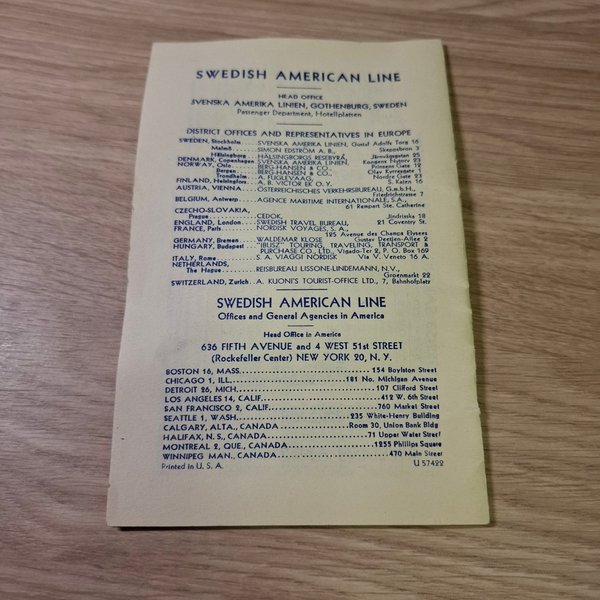 SWEDISH AMERICAN LINE
HEAD OFFICE
SVENSKA AMERIKA LINIEN, GOTHENBURG, SWEDEN
Passenger Department, Hotellplatsen
DISTRICT OFFICES AND REPRESENTATIVES IN EUROPE
SWEDEN, Stockholm SVENSKA AMERIKA LINIEN, Gustaf Adolfs Torg 16
Malmö SIMON EDSTRÖM A. B., Skeppsbron 3
Hälsingborg HÄLSINGBORGS RESEBYRÅ, Järnvägsgatan 25
DENMARK, Copenhagen SVENSKA AMERIKA LINIEN, Kongens Nytorv 23
NORWAY, Oslo BERG-HANSEN & CO., Prinsens Gate 12
Bergen BERG-HANSEN & CO., Olav Kyrresgate 1
Trondheim A. FUGLEVAAG, Nordre Gate 23
FINLAND, Helsingfors A. B. VICTOR EK O. Y. S. Kajen 16
AUSTRIA, VIENNA ÖSTERREICHISCHES VERKEHRSBUREAU, G.m.b.H.,
Friedrichstrasse 7
BELGIUM, Antwerp AGENCE MARITIME INTERNATIONALE, S.A.,
61 Rempart Ste. Catherine
CZECHO-SLOVAKIA,
Prague CEDOK, Jindrisska 18
ENGLAND, London SWEDISH TRAVEL BUREAU, 21 Coventry St.
FRANCE, Paris NORDISK VOYAGES, S. A.,
125 Avenue des Champs Elysees
GERMANY, Bremen WALDEMAR KLOSE Gustav Deetjen-Allee 2
HUNGARY, Budapest "IBUSZ" TOURING, TRAVELING, TRANSPORT &
PURCHASE CO., LTD., Vigado-Ter 2, P. O. Box 169
ITALY, Rome S. A. VIAGGI NORDISK Via V. Veneto 16 A.
NETHERLANDS,
The Hague REISBUREAU LISSONE-LINDEMANN, N.V.,
Groenmarkt 22
SWITZERLAND, Zurich A. KUONI'S TOURIST-OFFICE LTD., 7, Bahnhofplatz
SWEDISH AMERICAN LINE
Offices and General Agencies in America
Head Office in America
636 FIFTH AVENUE and 4 WEST 51st STREET
(Rockefeller Center) NEW YORK 20, N. Y.
BOSTON 16, MASS. 154 Boylston Street
CHICAGO 1, ILL. 181 No. Michigan Avenue
DETROIT 26, MICH. 107 Clifford Street
LOS ANGELES 14, CALIF. 412 W. 6th Street
SAN FRANCISCO 2, CALIF. 760 Market Street
SEATTLE 1, WASH. 235 White-Henry Building
CALGARY, ALTA., CANADA Room 30, Union Bank Bldg
HALIFAX, N. S., CANADA 71 Upper Water Street
MONTREAL 2, QUE., CANADA 1255 Phillips Square
WINNIPEG MAN., CANADA 470 Main Street
Printed in U. S. A. U 57422